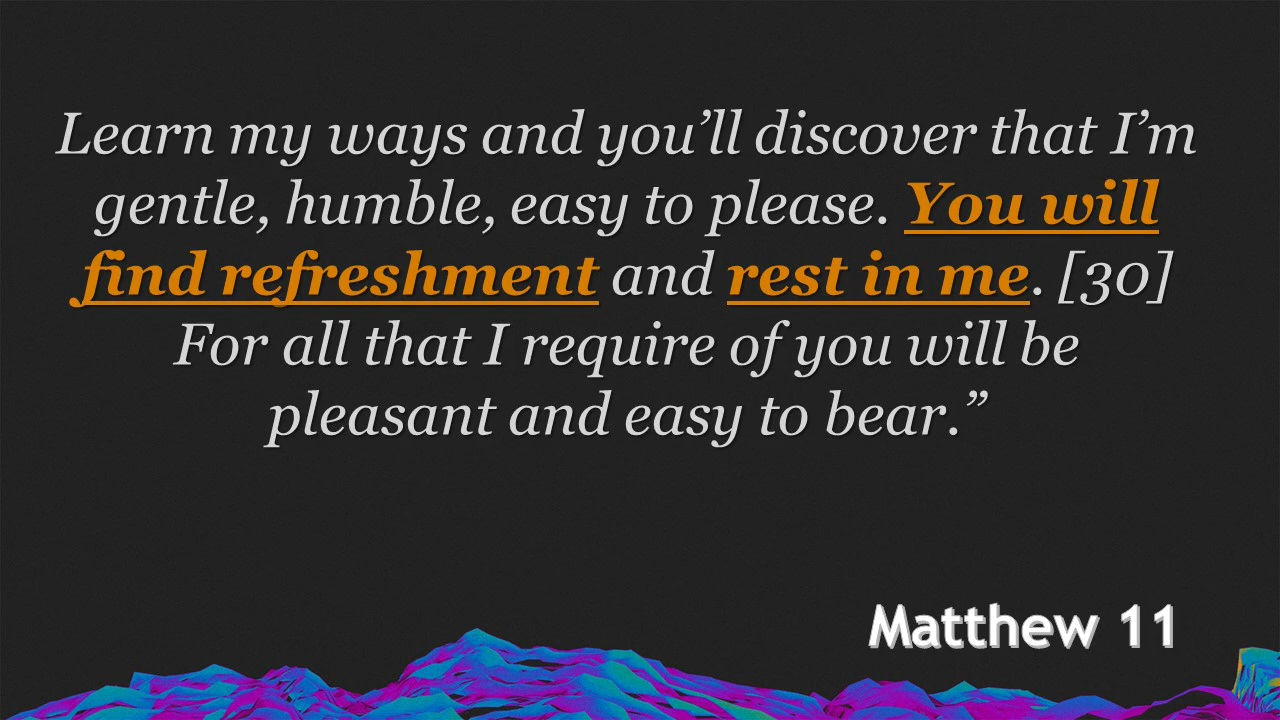 Learn my ways and you’ll discover that I’m
gentle, humble, easy to please. You will
find refreshment and rest in me. [30]
For all that I require of you will be
pleasant and easy to bear.”
Matthew 11